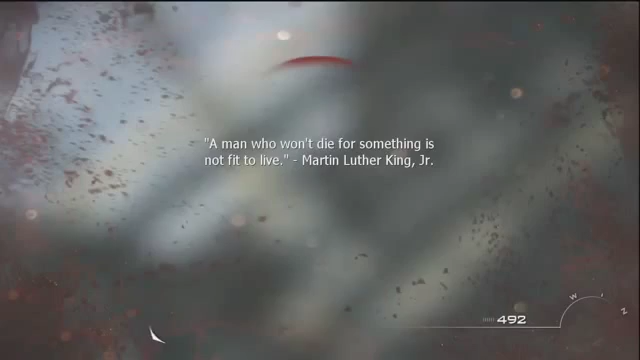 "A man who won't die for something is
not fit to live." - Martin Luther King, Jr.
W
N
492